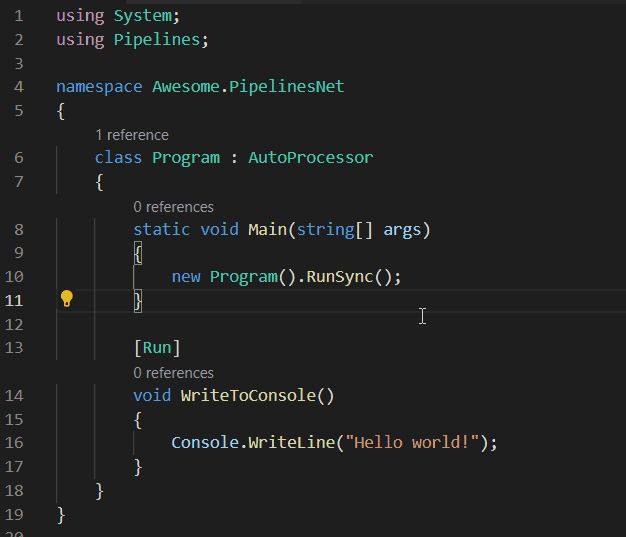 1 using System;
2 using Pipelines;
3
4 namespace Awesome.PipelinesNet
5 {
1 reference
6 class Program : AutoProcessor
7 {
0 references
8 static void Main(string[] args)
9 {
10 new Program().RunSync();
11 }
12
13 [Run]
0 references
14 void WriteToConsole()
15 {
16 Console.WriteLine("Hello world!");
17 }
18 }
19 }
20